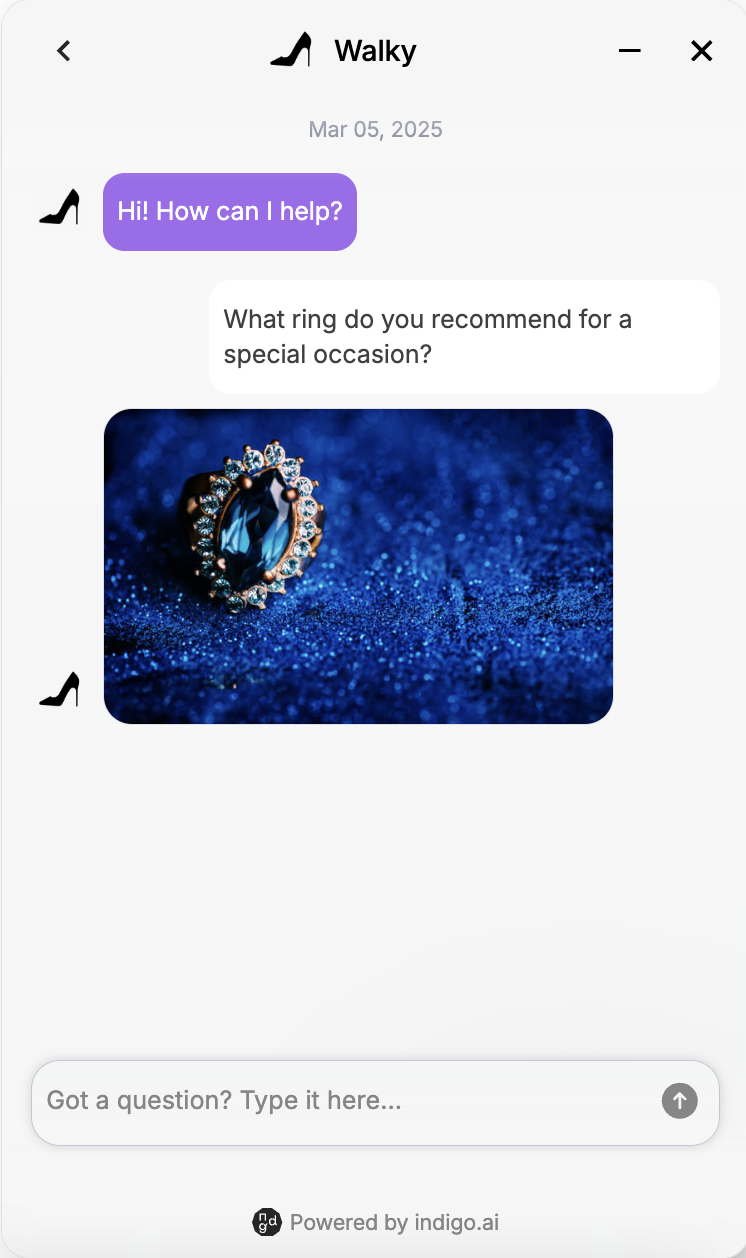 Walky
Mar 05, 2025
Hi! How can I help?
What ring do you recommend for a
special occasion?
Got a question? Type it here...
Powered by indigo.ai